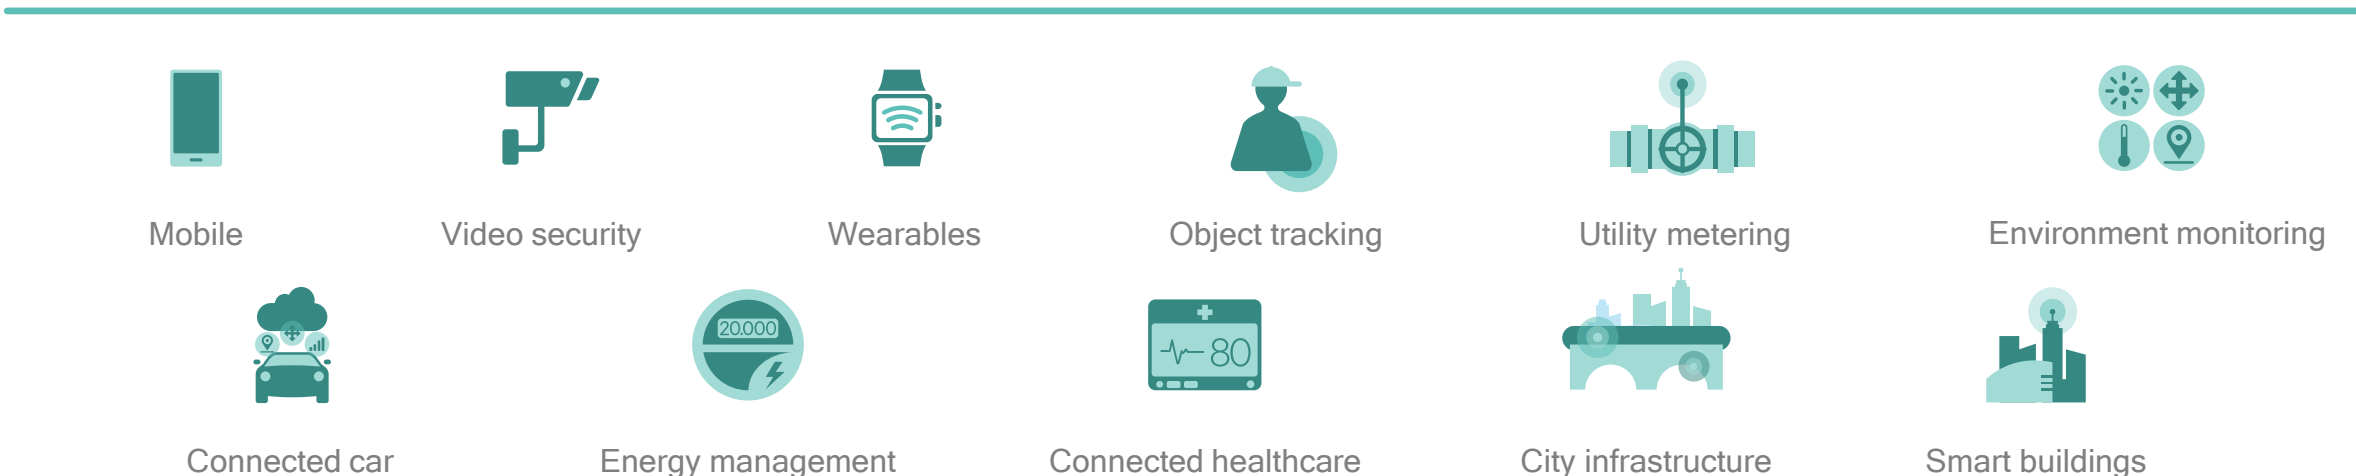 Mobile
Video security
Wearables
Object tracking
Utility metering
Environment monitoring
20.000
80
Connected car
Energy management
Connected healthcare
City infrastructure
Smart buildings